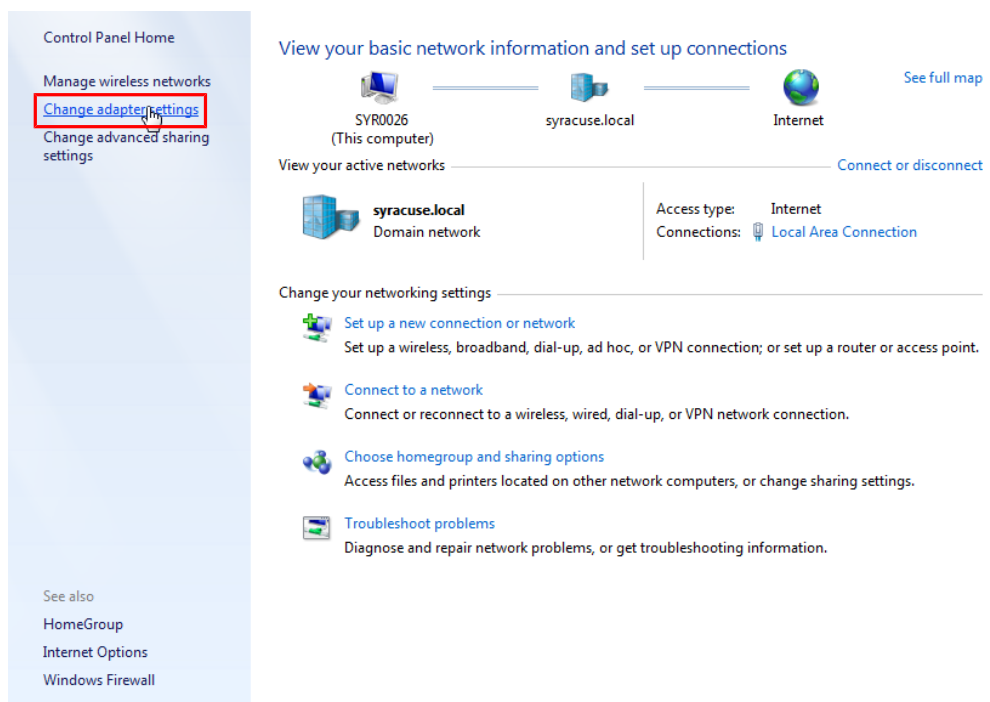 Control Panel Home
Manage wireless networks
Change adapter settings
Change advanced sharing
settings
See also
HomeGroup
Internet Options
Windows Firewall
View your basic network information and set up connections
See full map
SYR0026
(This computer)
syracuse.local
Internet
View your active networks
Connect or disconnect
syracuse.local
Domain network
Access type: Internet
Connections: Local Area Connection
Change your networking settings
Set up a new connection or network
Set up a wireless, broadband, dial-up, ad hoc, or VPN connection; or set up a router or access point.
Connect to a network
Connect or reconnect to a wireless, wired, dial-up, or VPN network connection.
Choose homegroup and sharing options
Access files and printers located on other network computers, or change sharing settings.
Troubleshoot problems
Diagnose and repair network problems, or get troubleshooting information.